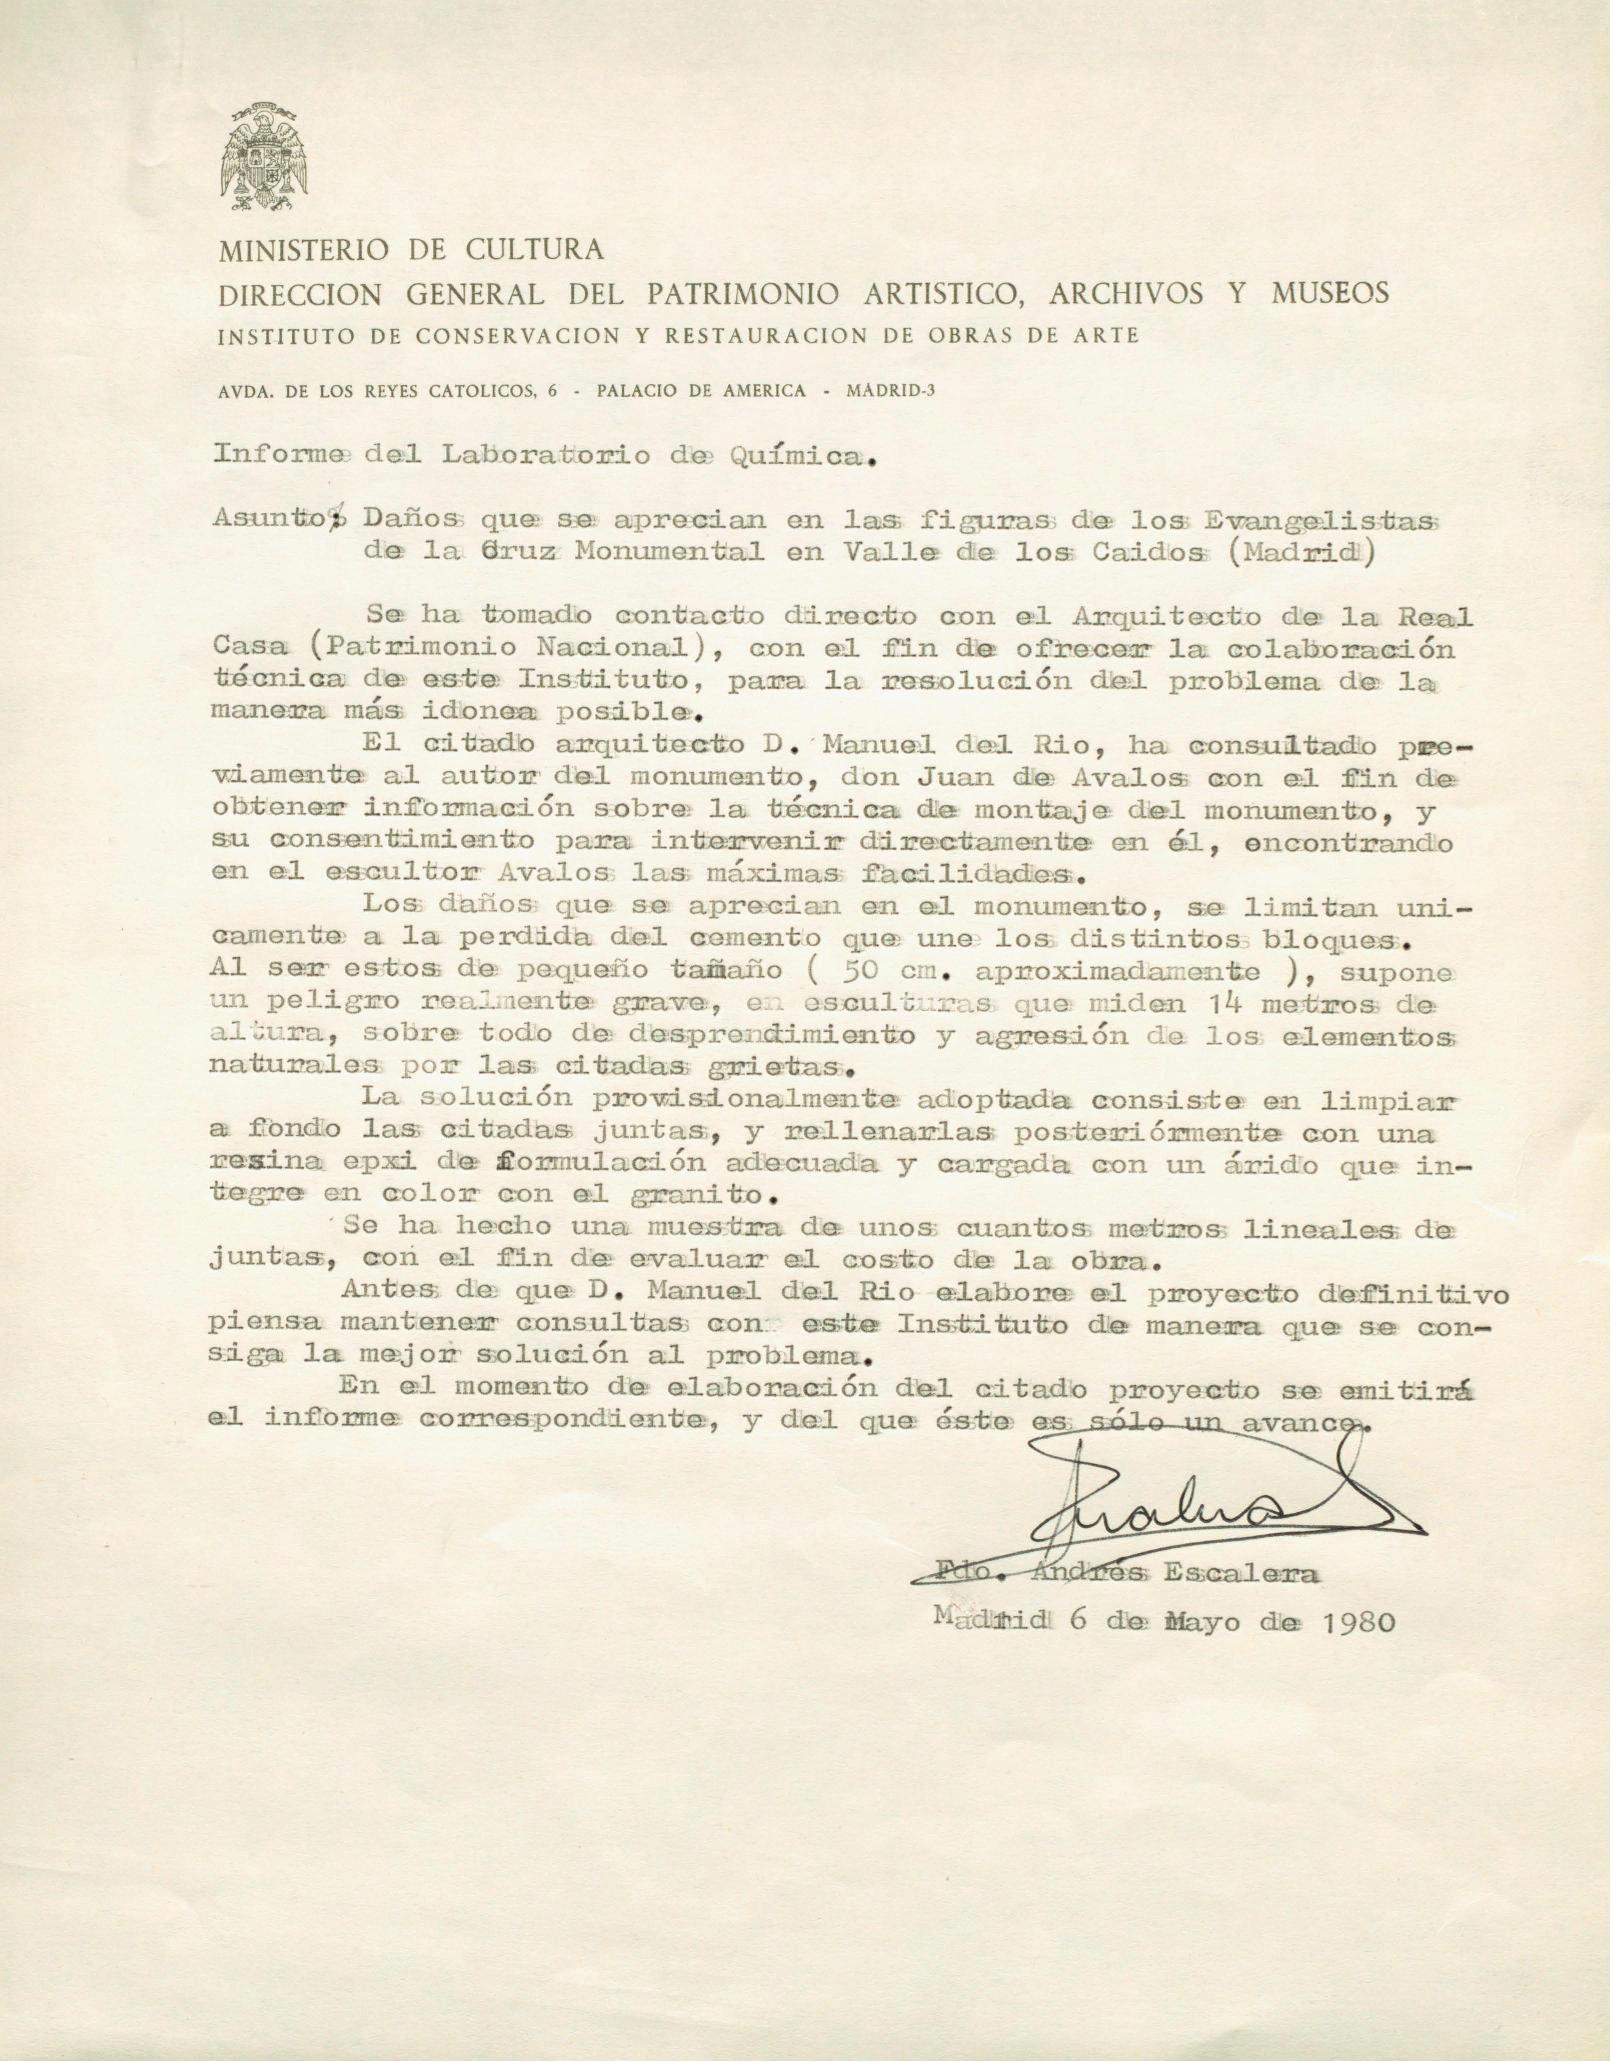 MINISTERIO DE CULTURA
DIRECCION GENERAL DEL PATRIMONIO ARTISTICO, ARCHIVOS Y MUSEOS
INSTITUTO DE CONSERVACION Y RESTAURACION DE OBRAS DE ARTE
AVDA. DE LOS REYES CATOLICOS, 6 - PALACIO DE AMERICA - MADRID-3
Informe del Laboratorio de Química.
Asunto: Daños que se aprecian en las figuras de los Evangelistas
de la Cruz Monumental en Valle de los Caidos (Madrid)
Se ha tomado contacto directo con el Arquitecto de la Real
Casa (Patrimonio Nacional), con el fin de ofrecer la colaboración
técnica de este Instituto, para la resolución del problema de la
manera más idonea posible.
El citado arquitecto D. Manuel del Rio, ha consultado pre-
viamente al autor del monumento, don Juan de Avalos con el fin de
obtener información sobre la técnica de montaje del monumento, y
su consentimiento para intervenir directamente en él, encontrando
en el escultor Avalos las máximas facilidades.
Los daños que se aprecian en el monumento, se limitan uni-
camente a la perdida del cemento que une los distintos bloques.
Al ser estos de pequeño tamaño ( 50 cm. aproximadamente ), supone
un peligro realmente grave, en esculturas que miden 14 metros de
altura, sobre todo de desprendimiento y agresión de los elementos
naturales por las citadas grietas.
La solución provisionalmente adoptada consiste en limpiar
a fondo las citadas juntas, y rellenarlas posteriórmente con una
resina epxi de formulación adecuada y cargada con un árido que in-
tegre en color con el granito.
Se ha hecho una muestra de unos cuantos metros lineales de
juntas, con el fin de evaluar el costo de la obra.
Antes de que D. Manuel del Rio elabore el proyecto definitivo
piensa mantener consultas con este Instituto de manera que se con-
siga la mejor solución al problema.
En el momento de elaboración del citado proyecto se emitirá
el informe correspondiente, y del que éste es sólo un avance.
Fdo. Andrés Escalera
Madrid 6 de Mayo de 1980